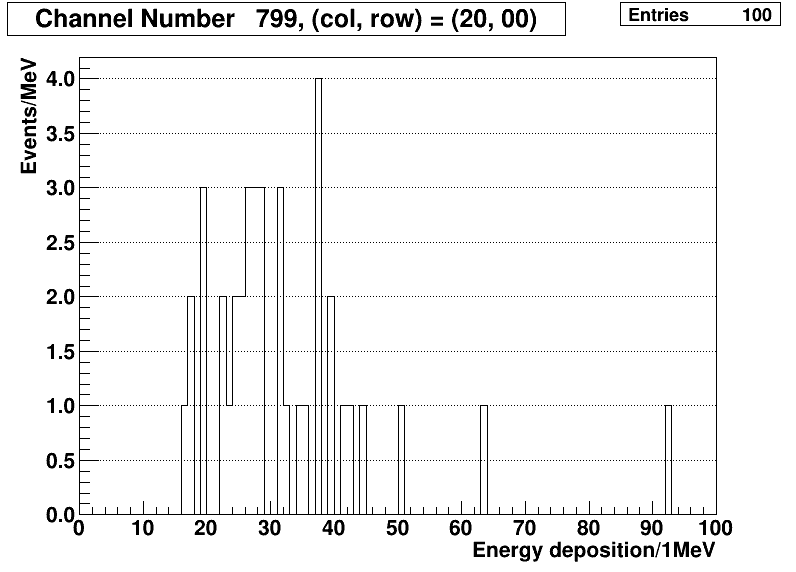 Channel Number 799, (col, row) = (20, 00)
Entries 100
Events/MeV
4.0
3.5
3.0
2.5
2.0
1.5
1.0
0.5
0.0
0 10 20 30 40 50 60 70 80 90 100
Energy deposition/1MeV